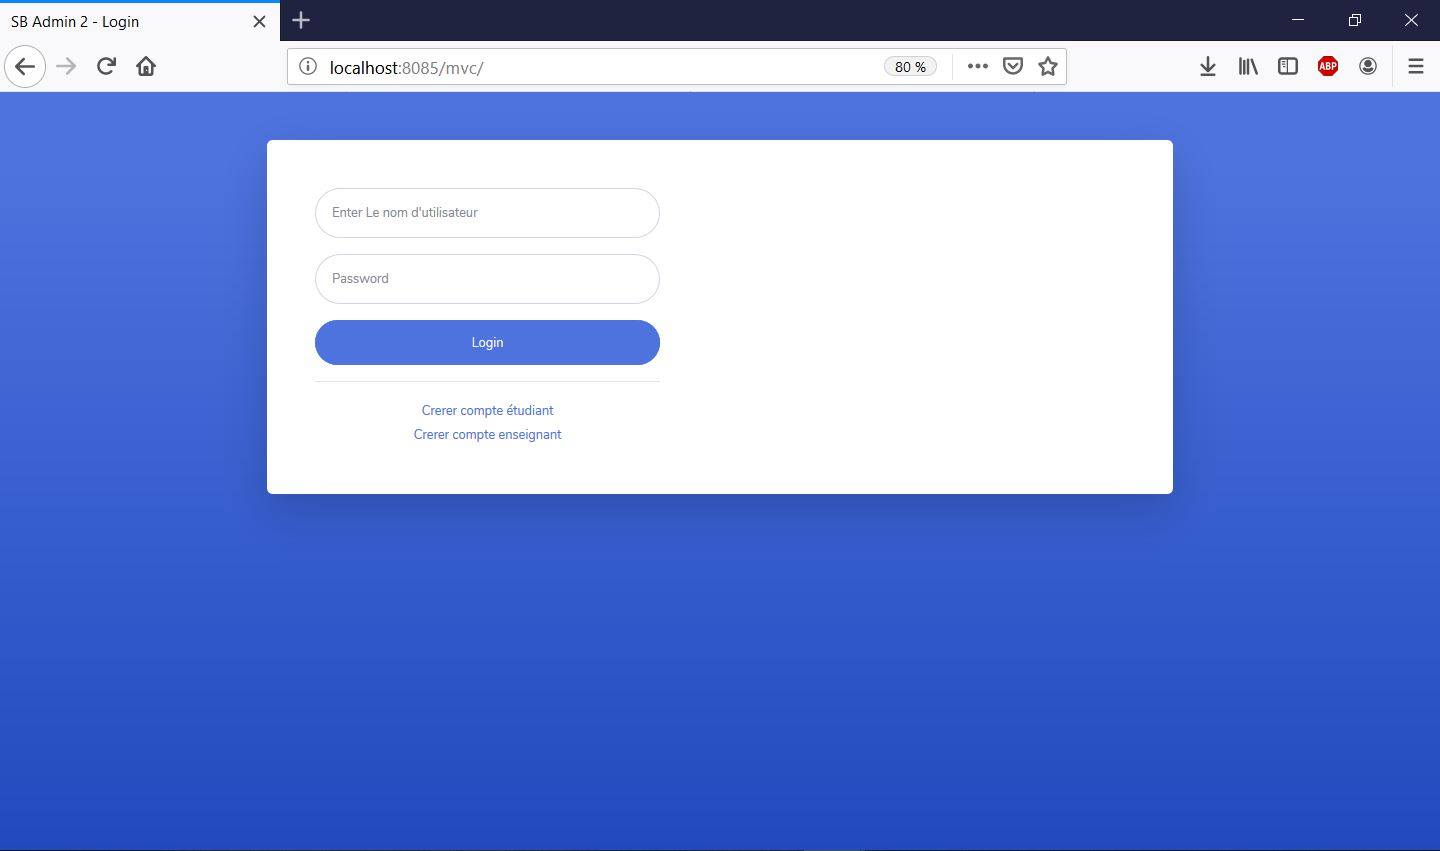 SB Admin 2 - Login
localhost:8085/mvc/
80 %
ABP
Enter Le nom d'utilisateur
Password
Login
Crerer compte étudiant
Crerer compte enseignant